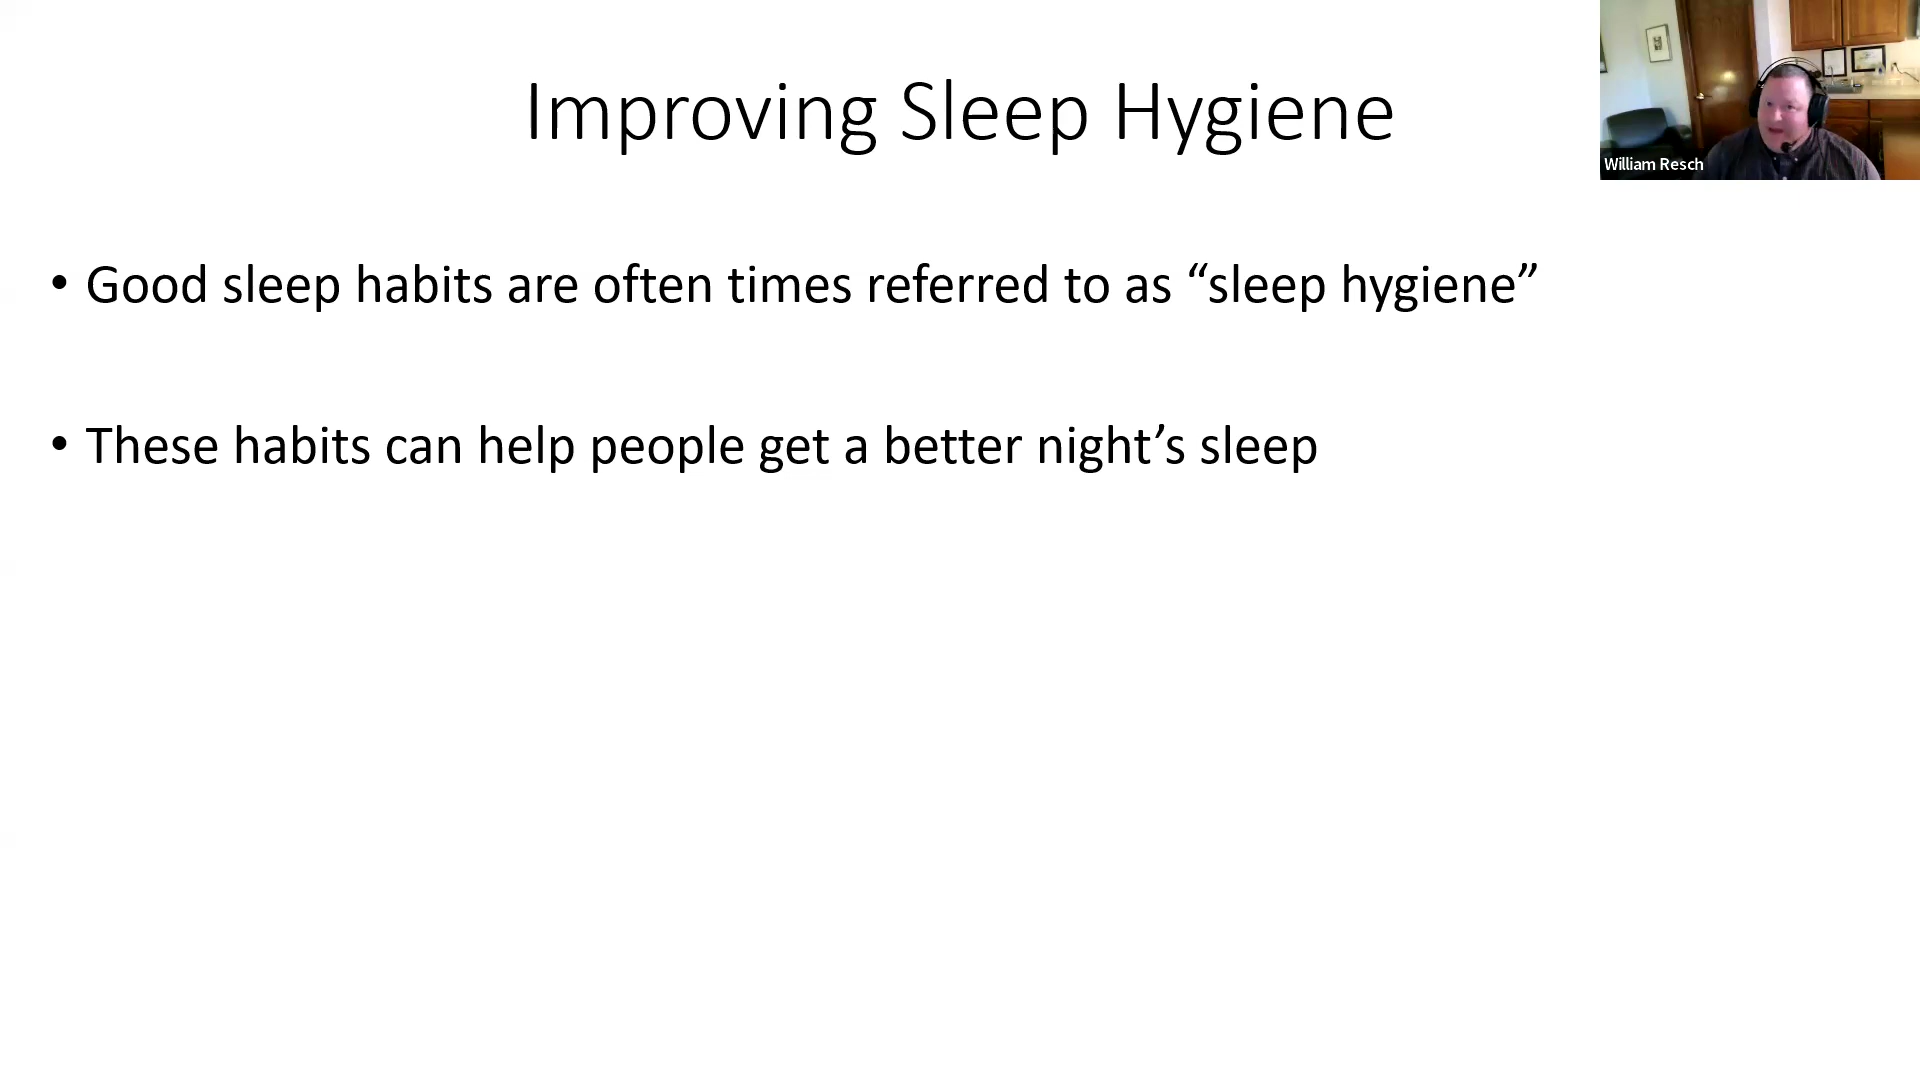 Improving Sleep Hygiene
William Resch
• Good sleep habits are often times referred to as “sleep hygiene”
• These habits can help people get a better night’s sleep